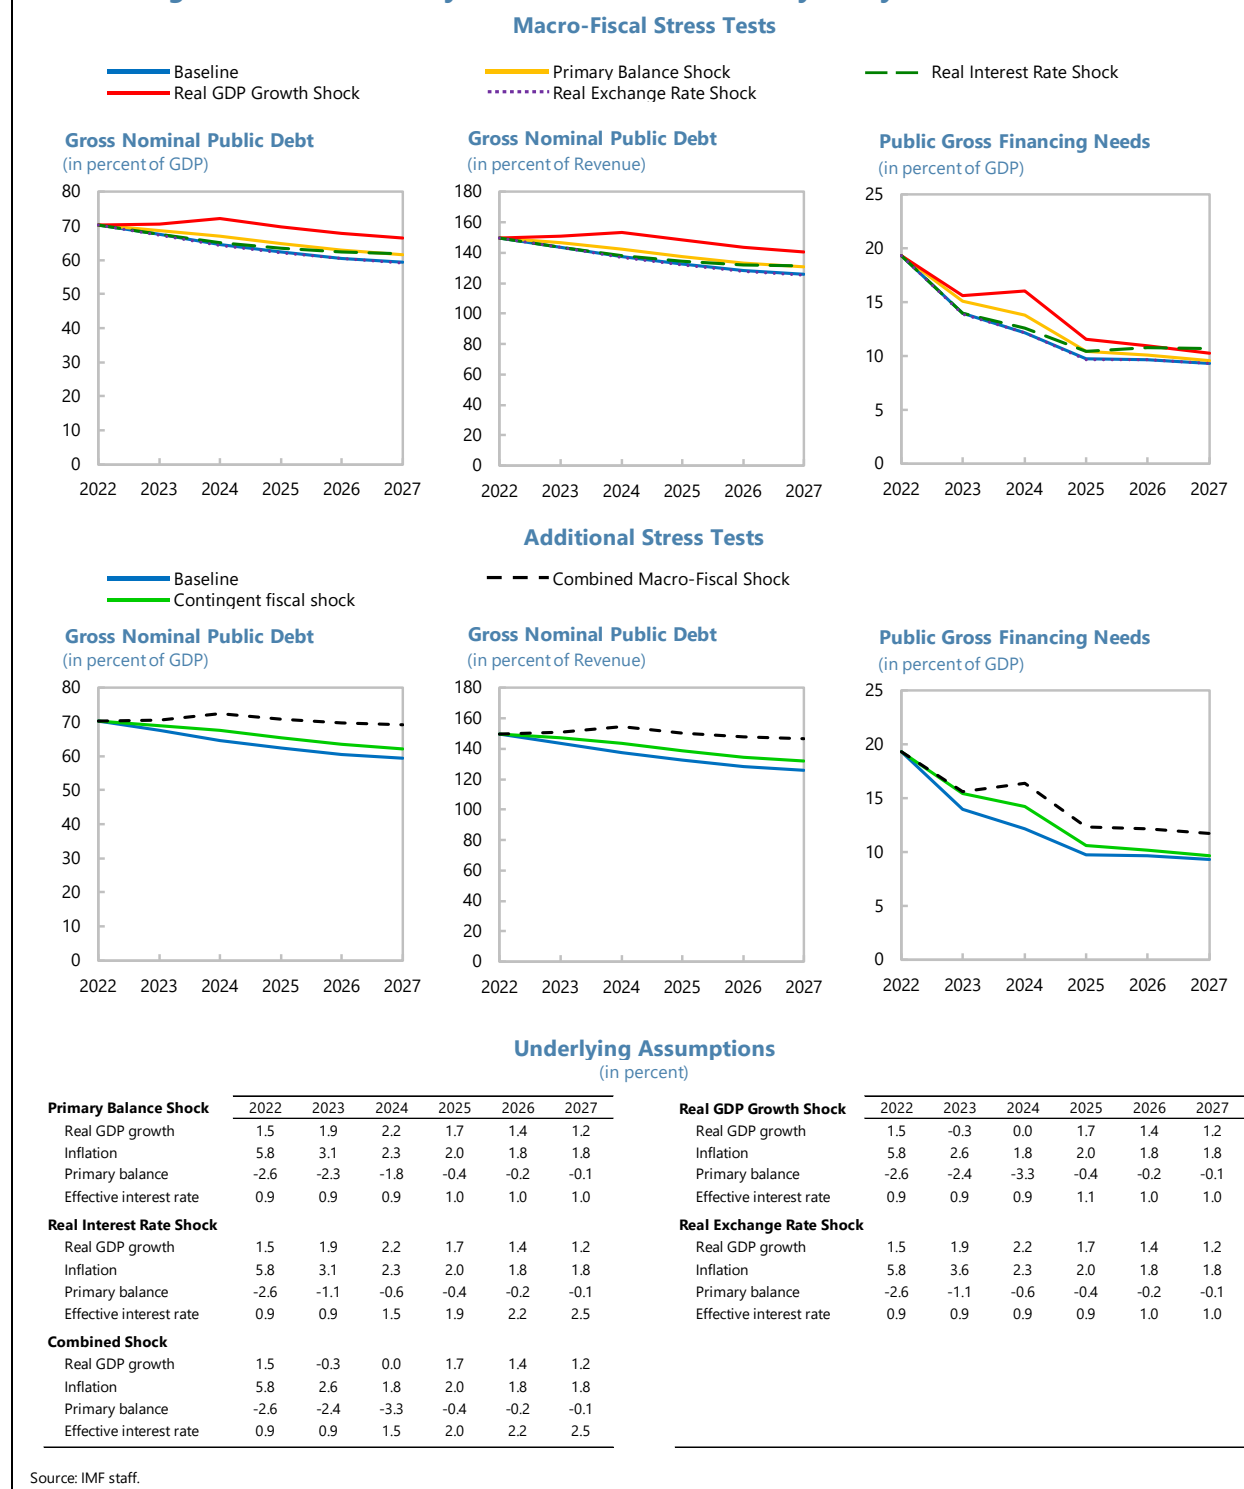 Macro-Fiscal Stress Tests
Baseline
Primary Balance Shock
Real Interest Rate Shock
Real GDP Growth Shock
Real Exchange Rate Shock
Gross Nominal Public Debt
(in percent of GDP)
80
70
60
50
40
30
20
10
0
2022 2023 2024 2025 2026 2027
Gross Nominal Public Debt
(in percent of Revenue)
180
160
140
120
100
80
60
40
20
0
2022 2023 2024 2025 2026 2027
Public Gross Financing Needs
(in percent of GDP)
25
20
15
10
5
0
2022 2023 2024 2025 2026 2027
Additional Stress Tests
Baseline
Combined Macro-Fiscal Shock
Contingent fiscal shock
Gross Nominal Public Debt
(in percent of GDP)
80
70
60
50
40
30
20
10
0
2022 2023 2024 2025 2026 2027
Gross Nominal Public Debt
(in percent of Revenue)
180
160
140
120
100
80
60
40
20
0
2022 2023 2024 2025 2026 2027
Public Gross Financing Needs
(in percent of GDP)
25
20
15
10
5
0
2022 2023 2024 2025 2026 2027
Underlying Assumptions
(in percent)
Primary Balance Shock 2022 2023 2024 2025 2026 2027
Real GDP growth 1.5 1.9 2.2 1.7 1.4 1.2
Inflation 5.8 3.1 2.3 2.0 1.8 1.8
Primary balance -2.6 -2.3 -1.8 -0.4 -0.2 -0.1
Effective interest rate 0.9 0.9 0.9 1.0 1.0 1.0
Real Interest Rate Shock
Real GDP growth 1.5 1.9 2.2 1.7 1.4 1.2
Inflation 5.8 3.1 2.3 2.0 1.8 1.8
Primary balance -2.6 -1.1 -0.6 -0.4 -0.2 -0.1
Effective interest rate 0.9 0.9 1.5 1.9 2.2 2.5
Combined Shock
Real GDP growth 1.5 -0.3 0.0 1.7 1.4 1.2
Inflation 5.8 2.6 1.8 2.0 1.8 1.8
Primary balance -2.6 -2.4 -3.3 -0.4 -0.2 -0.1
Effective interest rate 0.9 0.9 1.5 2.0 2.2 2.5
Real GDP Growth Shock 2022 2023 2024 2025 2026 2027
Real GDP growth 1.5 -0.3 0.0 1.7 1.4 1.2
Inflation 5.8 2.6 1.8 2.0 1.8 1.8
Primary balance -2.6 -2.4 -3.3 -0.4 -0.2 -0.1
Effective interest rate 0.9 0.9 0.9 1.1 1.0 1.0
Real Exchange Rate Shock
Real GDP growth 1.5 1.9 2.2 1.7 1.4 1.2
Inflation 5.8 3.6 2.3 2.0 1.8 1.8
Primary balance -2.6 -1.1 -0.6 -0.4 -0.2 -0.1
Effective interest rate 0.9 0.9 0.9 0.9 1.0 1.0
Source: IMF staff.